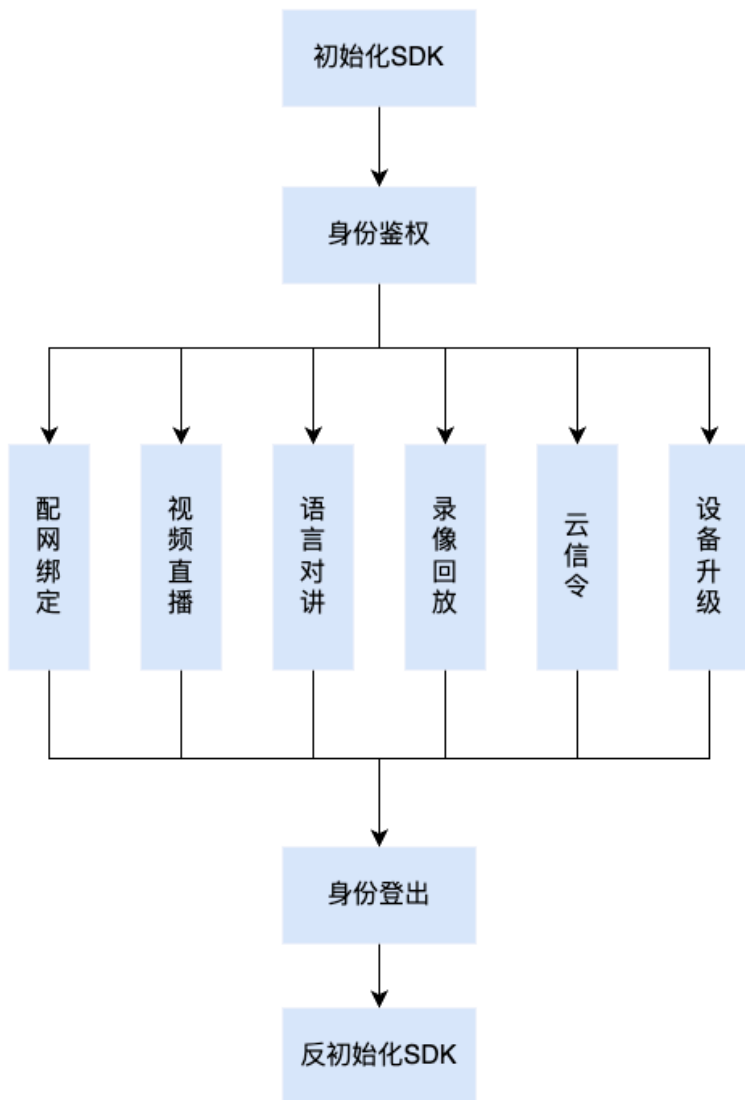 初始化SDK
身份鉴权
配网绑定
视频直播
语言对讲
录像回放
云信令
设备升级
身份登出
反初始化SDK